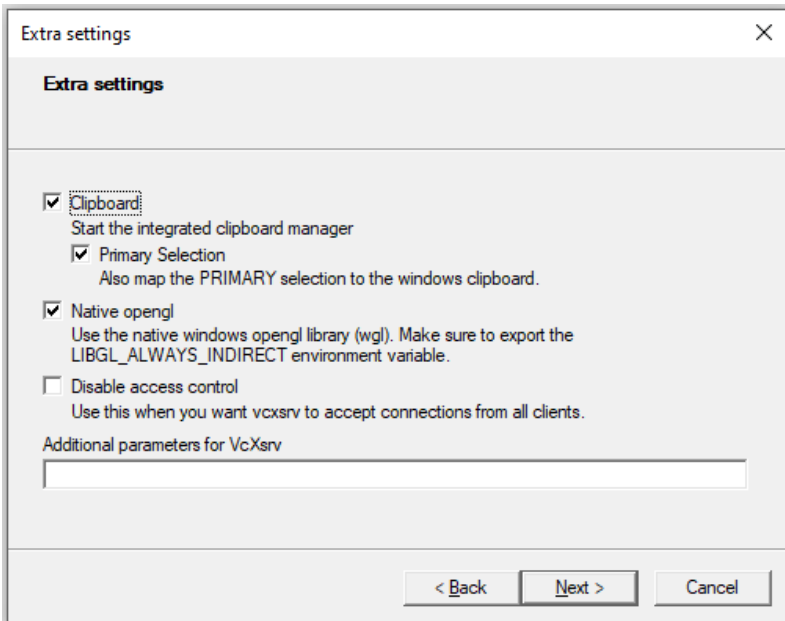 Extra settings
Extra settings
Clipboard
Start the integrated clipboard manager
Primary Selection
Also map the PRIMARY selection to the windows clipboard.
Native opengl
Use the native windows opengl library (wgl). Make sure to export the
LIBGL_ALWAYS_INDIRECT environment variable.
Disable access control
Use this when you want vcxsrv to accept connections from all clients.
Additional parameters for VcXsrv
< Back
Next >
Cancel